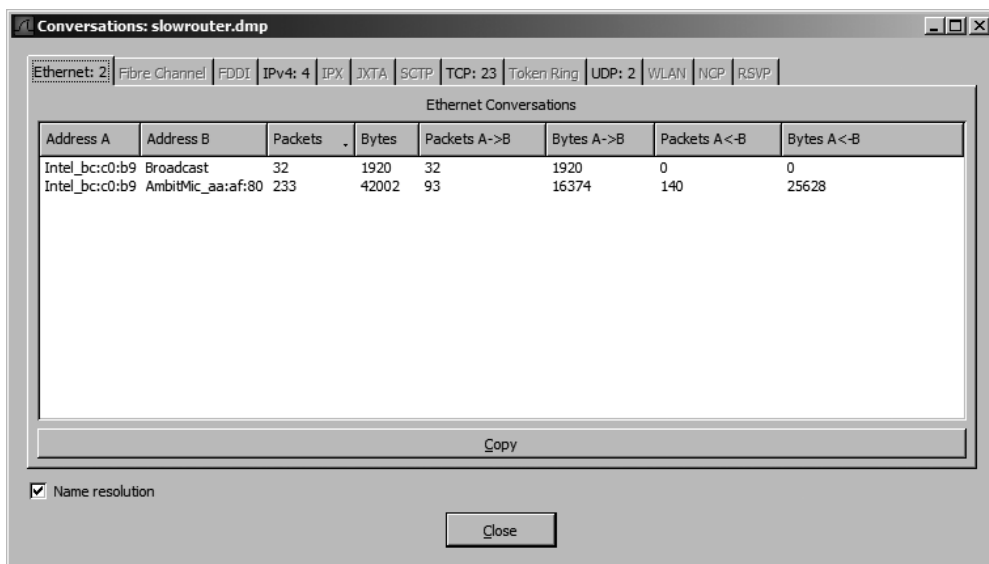 Conversations: slowrouter.dmp
Ethernet: 2 Fibre Channel FDDI IPv4: 4 IPX JXTA SCTP TCP: 23 Token Ring UDP: 2 WLAN NCP RSVP
Ethernet Conversations
Address A Address B Packets Bytes Packets A->B Bytes A->B Packets A<-B Bytes A<-B
Intel_bc:c0:b9 Broadcast 32 1920 32 1920 0 0
Intel_bc:c0:b9 AmbitMic_aa:af:80 233 42002 93 16374 140 25628
Copy
Name resolution
Close